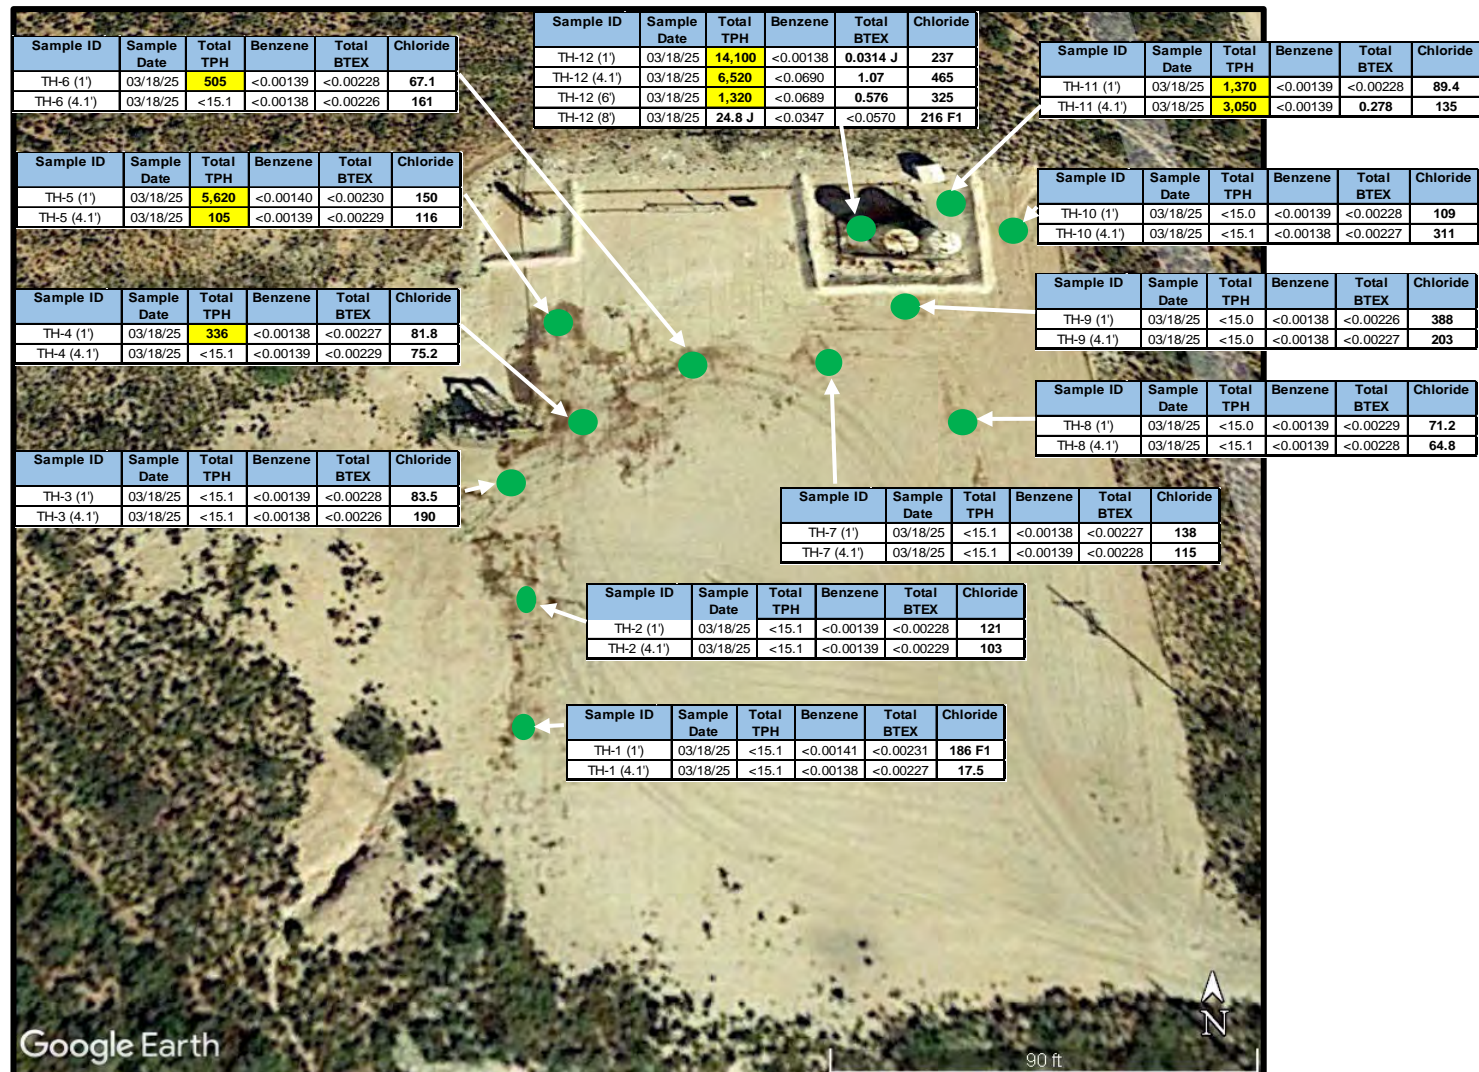 Sample ID Sample Date Total TPH Benzene Total BTEX Chloride
TH-6 (1') 03/18/25 505 <0.00139 <0.00228 67.1
TH-6 (4.1') 03/18/25 <15.1 <0.00138 <0.00226 161
Sample ID Sample Date Total TPH Benzene Total BTEX Chloride
TH-12 (1') 03/18/25 14,100 <0.00138 0.0314 J 237
TH-12 (4.1') 03/18/25 6,520 <0.0690 1.07 465
TH-12 (6') 03/18/25 1,320 <0.0689 0.576 325
TH-12 (8') 03/18/25 24.8 J <0.0347 <0.0570 216 F1
Sample ID Sample Date Total TPH Benzene Total BTEX Chloride
TH-11 (1') 03/18/25 1,370 <0.00139 <0.00228 89.4
TH-11 (4.1') 03/18/25 3,050 <0.00139 0.278 135
Sample ID Sample Date Total TPH Benzene Total BTEX Chloride
TH-5 (1') 03/18/25 5,620 <0.00140 <0.00230 150
TH-5 (4.1') 03/18/25 105 <0.00139 <0.00229 116
Sample ID Sample Date Total TPH Benzene Total BTEX Chloride
TH-10 (1') 03/18/25 <15.0 <0.00139 <0.00228 109
TH-10 (4.1') 03/18/25 <15.1 <0.00138 <0.00227 311
Sample ID Sample Date Total TPH Benzene Total BTEX Chloride
TH-4 (1') 03/18/25 336 <0.00138 <0.00227 81.8
TH-4 (4.1') 03/18/25 <15.1 <0.00139 <0.00229 75.2
Sample ID Sample Date Total TPH Benzene Total BTEX Chloride
TH-9 (1') 03/18/25 <15.0 <0.00138 <0.00226 388
TH-9 (4.1') 03/18/25 <15.0 <0.00138 <0.00227 203
Sample ID Sample Date Total TPH Benzene Total BTEX Chloride
TH-8 (1') 03/18/25 <15.0 <0.00139 <0.00229 71.2
TH-8 (4.1') 03/18/25 <15.1 <0.00139 <0.00228 64.8
Sample ID Sample Date Total TPH Benzene Total BTEX Chloride
TH-3 (1') 03/18/25 <15.1 <0.00139 <0.00228 83.5
TH-3 (4.1') 03/18/25 <15.1 <0.00138 <0.00226 190
Sample ID Sample Date Total TPH Benzene Total BTEX Chloride
TH-7 (1') 03/18/25 <15.1 <0.00138 <0.00227 138
TH-7 (4.1') 03/18/25 <15.1 <0.00139 <0.00228 115
Sample ID Sample Date Total TPH Benzene Total BTEX Chloride
TH-2 (1') 03/18/25 <15.1 <0.00139 <0.00228 121
TH-2 (4.1') 03/18/25 <15.1 <0.00139 <0.00229 103
Sample ID Sample Date Total TPH Benzene Total BTEX Chloride
TH-1 (1') 03/18/25 <15.1 <0.00141 <0.00231 186 F1
TH-1 (4.1') 03/18/25 <15.1 <0.00138 <0.00227 17.5
N
Google Earth
90 ft